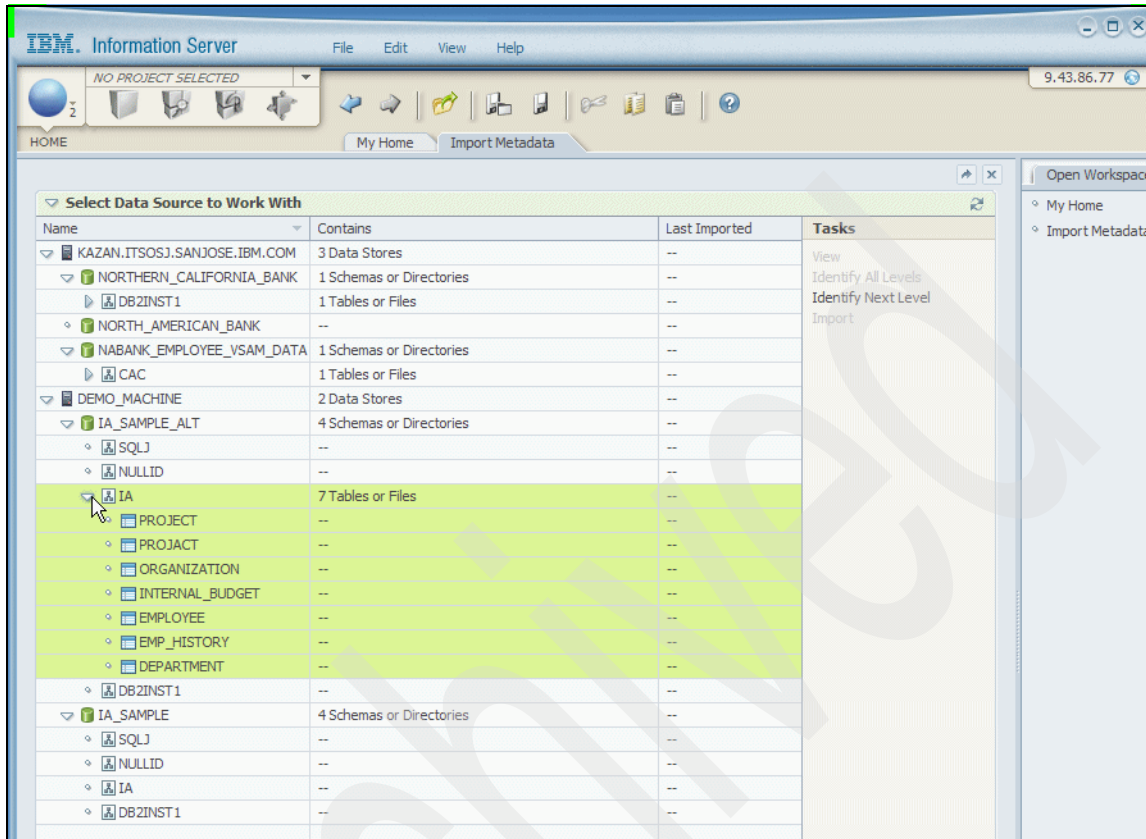 IBM. Information Server File Edit View Help
NO PROJECT SELECTED 9.43.86.77
2
HOME My Home Import Metadata
Open Workspac
Select Data Source to Work With My Home
Name Contains Last Imported Tasks Import Metadata
KAZAN.ITSOSJ.SANJOSE.IBM.COM 3 Data Stores -- View
NORTHERN_CALIFORNIA_BANK 1 Schemas or Directories -- Identify All Levels
DB2INST1 1 Tables or Files -- Identify Next Level
NORTH_AMERICAN_BANK -- -- Import
NABANK_EMPLOYEE_VSAM_DATA 1 Schemas or Directories --
CAC 1 Tables or Files --
DEMO_MACHINE 2 Data Stores --
IA_SAMPLE_ALT 4 Schemas or Directories --
SQLJ -- --
NULLID -- --
IA 7 Tables or Files --
PROJECT -- --
PROJACT -- --
ORGANIZATION -- --
INTERNAL_BUDGET -- --
EMPLOYEE -- --
EMP_HISTORY -- --
DEPARTMENT -- --
DB2INST1 -- --
IA_SAMPLE 4 Schemas or Directories --
SQLJ -- --
NULLID -- --
IA -- --
DB2INST1 -- --
hived